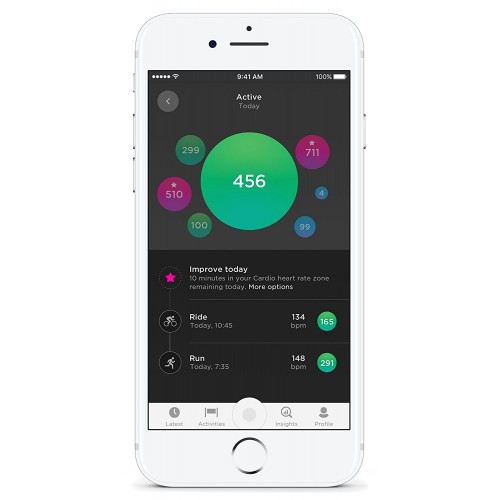 9:41 AM 100%
Active
Today
299
711
456
510
4
100
99
Improve today
10 minutes in your Cardio heart rate zone
remaining today. More options
Ride 134 165
Today, 10:45 bpm
Run 148 291
Today, 7:35 bpm
Latest Activities Insights Profile